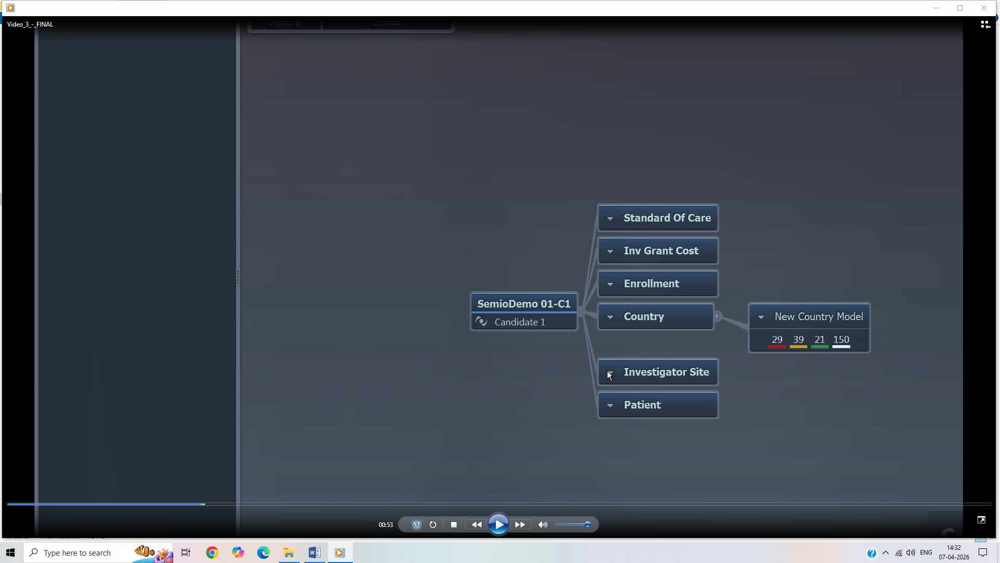 Video_3_-_FINAL
Actions
Zoom
Standard Of Care
Inv Grant Cost
Enrollment
SemioDemo 01-C1
Candidate 1
Country
New Country Model
29 39 21 150
Investigator Site
Patient
00:53
Type here to search
ENG
14:32
07-04-2026